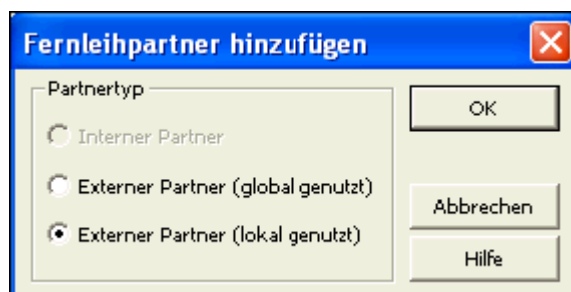 Fernleihpartner hinzufügen
Partnertyp
Interner Partner
Externer Partner (global genutzt)
Externer Partner (lokal genutzt)
OK
Abbrechen
Hilfe